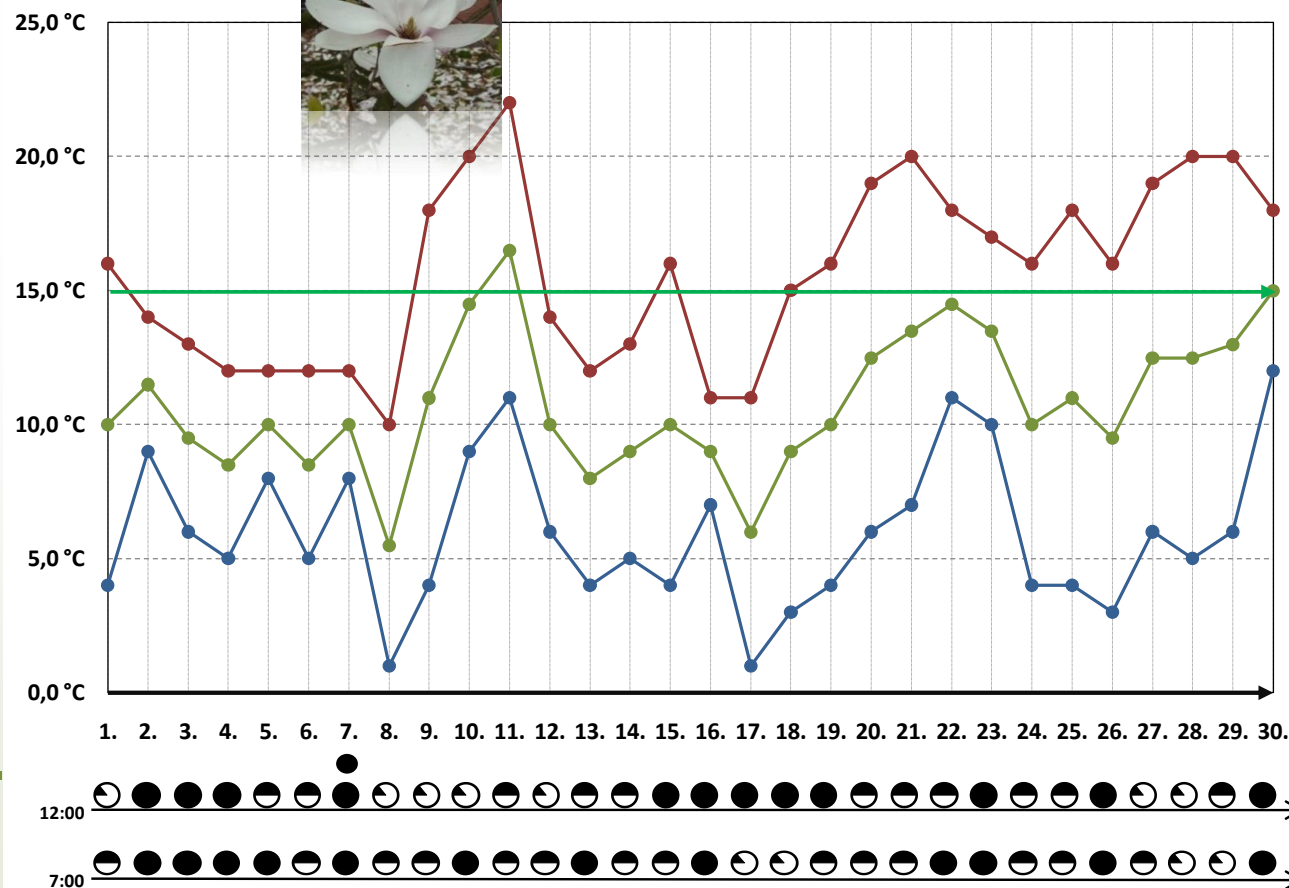 25,0 °C
20,0 °C
15,0 °C
10,0 °C
5,0 °C
0,0 °C
1. 2. 3. 4. 5. 6. 7. 8. 9. 10. 11. 12. 13. 14. 15. 16. 17. 18. 19. 20. 21. 22. 23. 24. 25. 26. 27. 28. 29. 30.
12:00
7:00